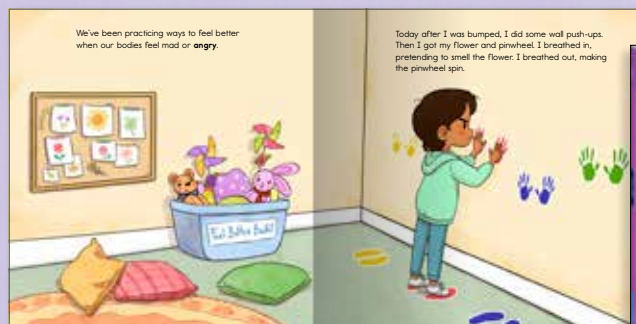 We've been practicing ways to feel better
when our bodies feel mad or angry.
Feel Better Basket
Today after I was bumped, I did some wall push-ups.
Then I got my flower and pinwheel. I breathed in,
pretending to smell the flower. I breathed out, making
the pinwheel spin.